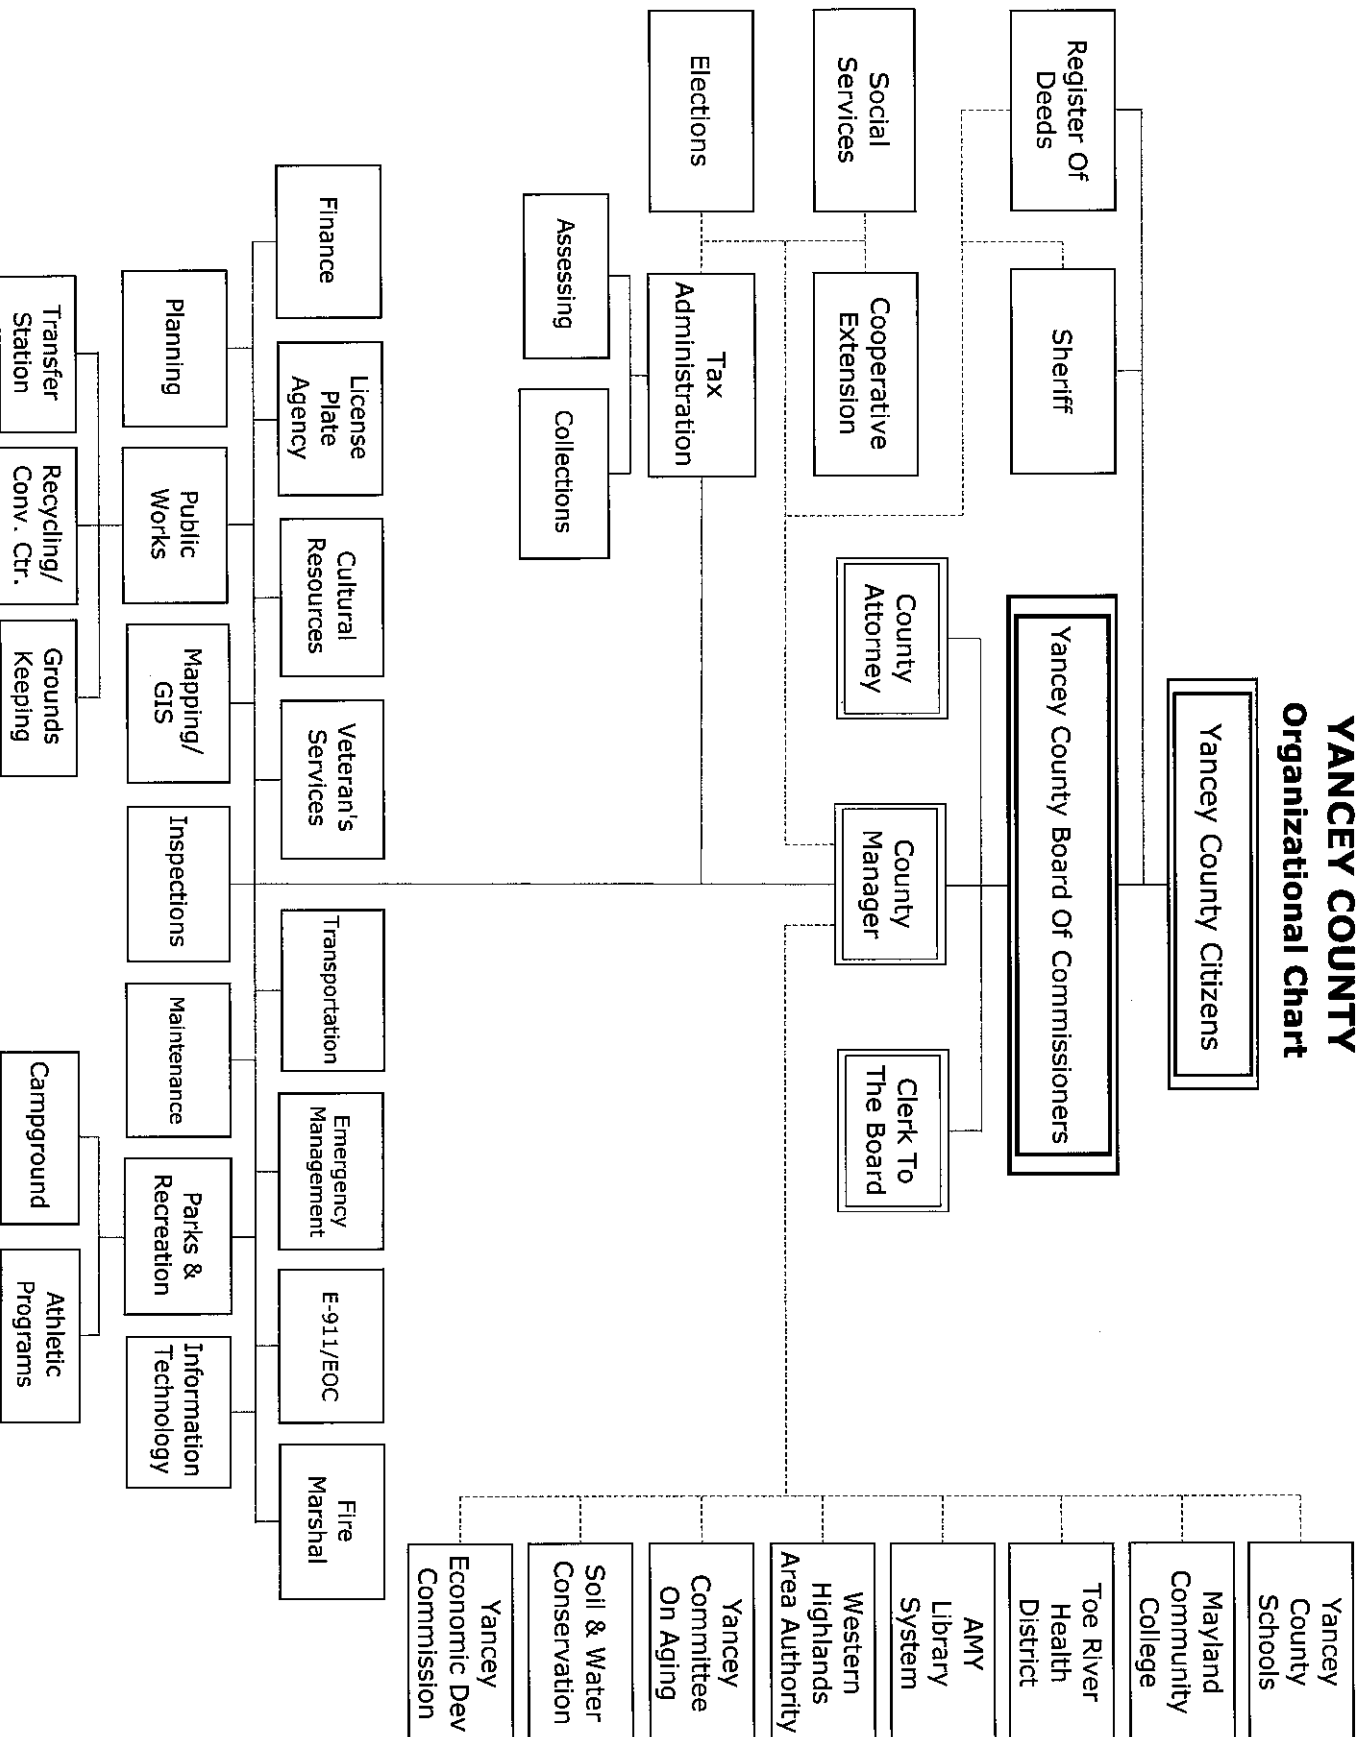 YANCEY COUNTY
Organizational Chart
Yancey County Citizens
Yancey County Board Of Commissioners
Register Of
Deeds
Sheriff
County
Attorney
County
Manager
Clerk To
The Board
Social
Services
Cooperative
Extension
Elections
Tax
Administration
Assessing
Collections
Yancey
County
Schools
Mayland
Community
College
Toe River
Health
District
AMY
Library
System
Western
Highlands
Area Authority
Yancey
Committee
On Aging
Soil & Water
Conservation
Yancey
Economic Dev
Commission
Finance
License
Plate
Agency
Cultural
Resources
Veteran's
Services
Transportation
Emergency
Management
E-911/EOC
Fire
Marshal
Planning
Public
Works
Mapping/
GIS
Inspections
Maintenance
Parks &
Recreation
Information
Technology
Transfer
Station
Recycling/
Conv. Ctr.
Grounds
Keeping
Campground
Athletic
Programs